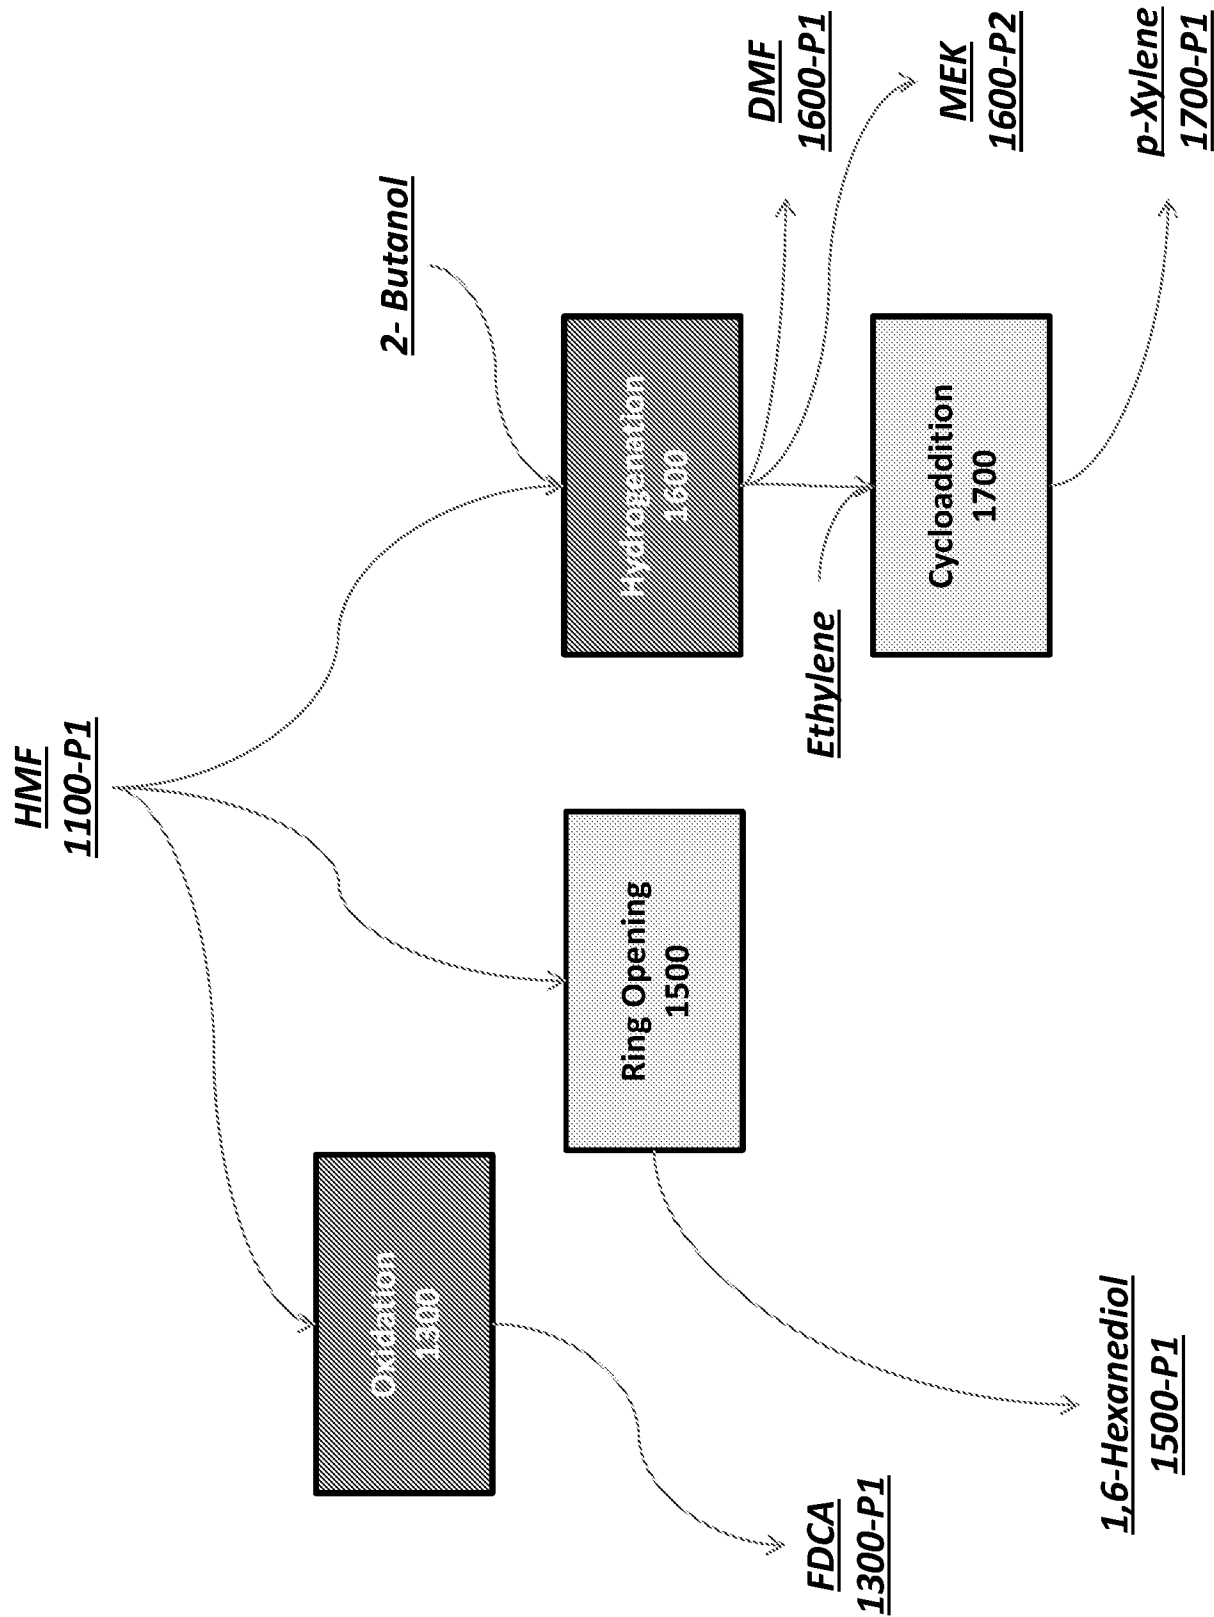 HMF
1100-P1
2- Butanol
Oxidation
1300
Ring Opening
1500
Hydrogenation
1600
Ethylene
Cycloaddition
1700
FDCA
1300-P1
1,6-Hexanediol
1500-P1
DMF
1600-P1
MEK
1600-P2
p-Xylene
1700-P1